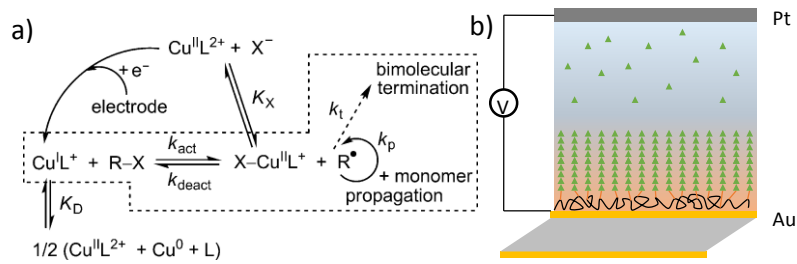 a)
Cu^II L^2+ + X^−
+ e^−
electrode
K_X
bimolecular
termination
k_t
k_act
k_p
Cu^I L^+ + R–X
X–Cu^II L^+ + R^•
k_deact
+ monomer
propagation
K_D
1/2 (Cu^II L^2+ + Cu^0 + L)
b)
Pt
V
Au